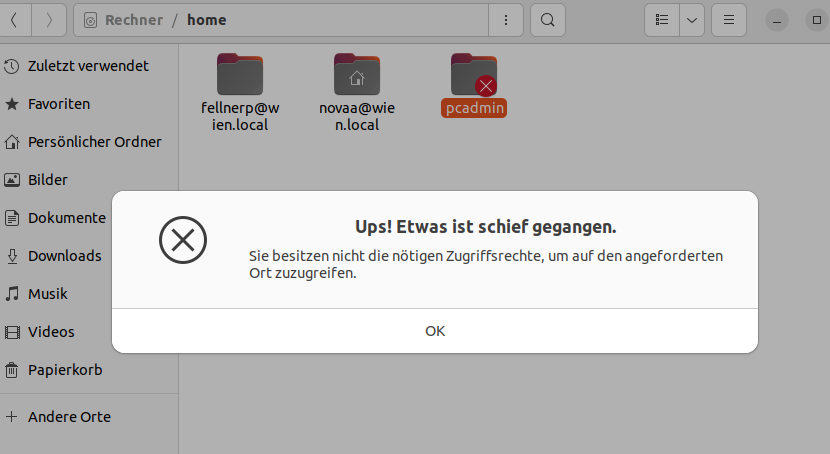 Rechner / home
Zuletzt verwendet
Favoriten
Persönlicher Ordner
Bilder
Dokumente
Downloads
Musik
Videos
Papierkorb
Andere Orte
fellnerp@w
ien.local
novaa@wie
n.local
pcadmin
Ups! Etwas ist schief gegangen.
Sie besitzen nicht die nötigen Zugriffsrechte, um auf den angeforderten
Ort zuzugreifen.
OK